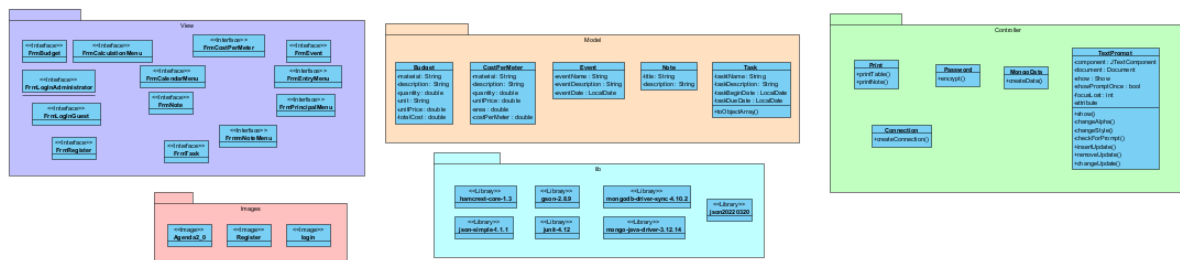 View
<<Interface>>
FrmBudget
<<Interface>>
FrmCalculationMenu
<<Interface>>
FrmCostPerMeter
<<Interface>>
FrmEvent
<<Interface>>
FrmLoginAdministrator
<<Interface>>
FrmCalendarMenu
<<Interface>>
FrmEntryMenu
<<Interface>>
FrmLoginGuest
<<Interface>>
FrmNote
<<Interface>>
FrmPrincipalMenu
<<Interface>>
FrmRegister
<<Interface>>
FrmTask
<<Interface>>
FrmmNoteMenu
Images
<<Image>>
Agenda2_0
<<Image>>
Register
<<Image>>
login
Model
Budget
-material : String
-description : String
-quantity : double
-unit : String
-unitPrice : double
-totalCost : double
CostPerMeter
-material : String
-description : String
-quantity : double
-unitPrice : double
-area : double
-costPerMeter : double
Event
-eventName : String
-eventDescription : String
-eventDate : LocalDate
Note
-title : String
-description : String
Task
-taskName : String
-taskDescription : String
-taskBeginDate : LocalDate
-taskDueDate : LocalDate
+toObjectArray()
lib
<<Library>>
hamcrest-core-1.3
<<Library>>
gson-2.8.9
<<Library>>
mongodb-driver-sync-4.10.2
<<Library>>
json20220320
<<Library>>
json-simple-1.1.1
<<Library>>
junit-4.12
<<Library>>
mongo-java-driver-3.12.14
Controller
Print
+printTable()
+printNote()
Password
+encrypt()
MongoData
+createData()
Connection
+createConnection()
TextPrompt
-component : JTextComponent
-document : Document
-show : Show
-showPromptOnce : bool
-focusLost : int
-attribute
+show()
+changeAlpha()
+changeStyle()
+checkForPrompt()
+insertUpdate()
+removeUpdate()
+changeUpdate()